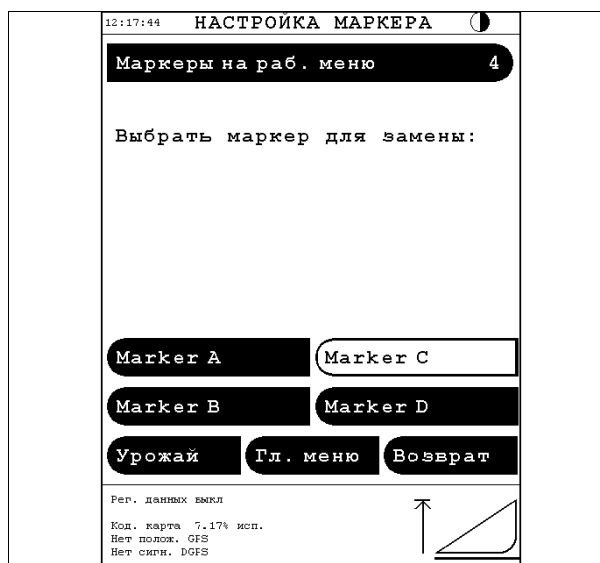 12:17:44 НАСТРОЙКА МАРКЕРА
Маркеры на раб. меню 4
Выбрать маркер для замены:
Marker A Marker C
Marker B Marker D
Урожай Гл. меню Возврат
Рег. данных выкл
Код. карта 7.17% исп.
Нет полож. GPS
Нет сигн. DGPS